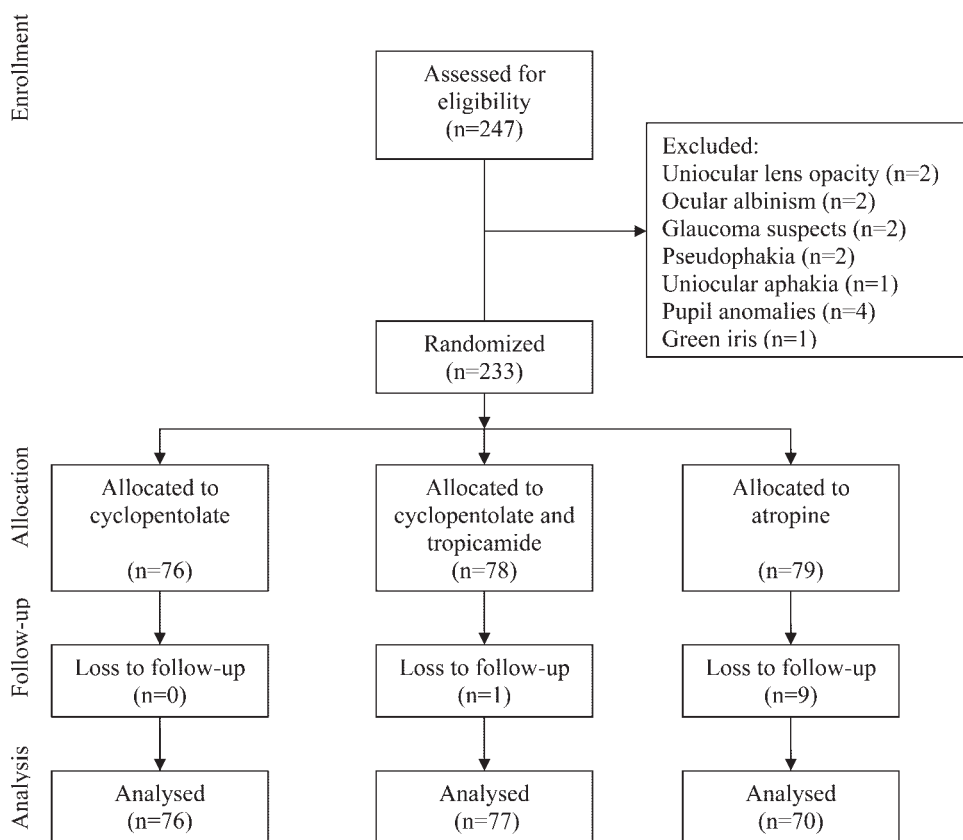 Enrollment
Assessed for
eligibility
(n=247)
Excluded:
Uniocular lens opacity (n=2)
Ocular albinism (n=2)
Glaucoma suspects (n=2)
Pseudophakia (n=2)
Uniocular aphakia (n=1)
Pupil anomalies (n=4)
Green iris (n=1)
Randomized
(n=233)
Allocation
Allocated to
cyclopentolate
(n=76)
Allocated to
cyclopentolate and
tropicamide
(n=78)
Allocated to
atropine
(n=79)
Follow-up
Loss to follow-up
(n=0)
Loss to follow-up
(n=1)
Loss to follow-up
(n=9)
Analysis
Analysed
(n=76)
Analysed
(n=77)
Analysed
(n=70)